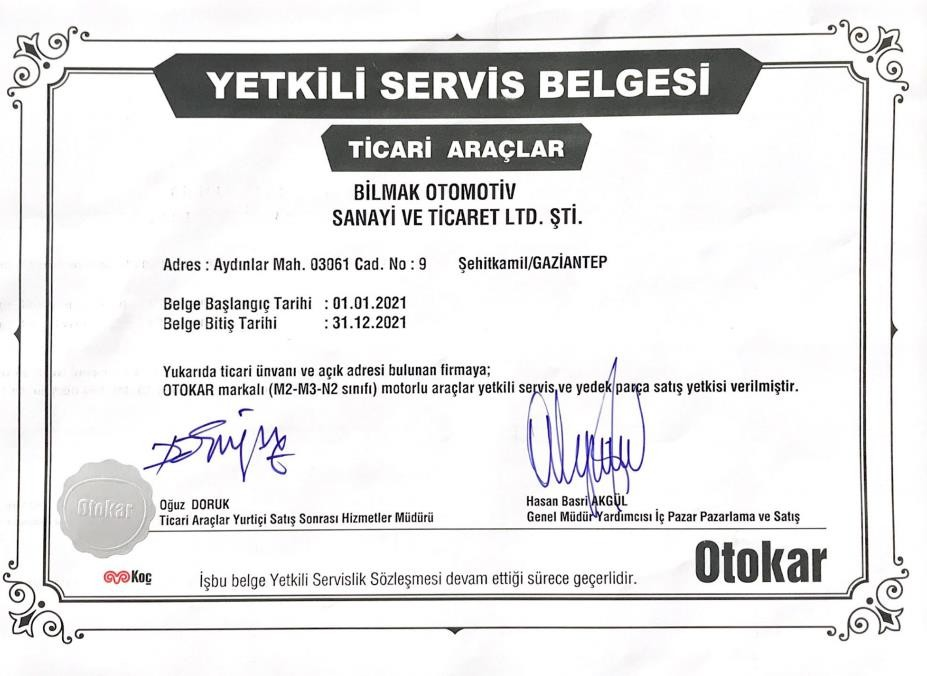 YETKİLİ SERVİS BELGESİ
TİCARİ ARAÇLAR
BİLMAK OTOMOTİV
SANAYİ VE TİCARET LTD. ŞTİ.
Adres : Aydınlar Mah. 03061 Cad. No : 9 Şehitkamil/GAZİANTEP
Belge Başlangıç Tarihi : 01.01.2021
Belge Bitiş Tarihi : 31.12.2021
Yukarıda ticari ünvanı ve açık adresi bulunan firmaya;
OTOKAR markalı (M2-M3-N2 sınıfı) motorlu araçlar yetkili servis ve yedek parça satış yetkisi verilmiştir.
Otokar
Oğuz DORUK
Ticari Araçlar Yurtiçi Satış Sonrası Hizmetler Müdürü
Hasan Basri AKGÜL
Genel Müdür Yardımcısı İç Pazar Pazarlama ve Satış
Koç
İşbu belge Yetkili Servislik Sözleşmesi devam ettiği sürece geçerlidir.
Otokar